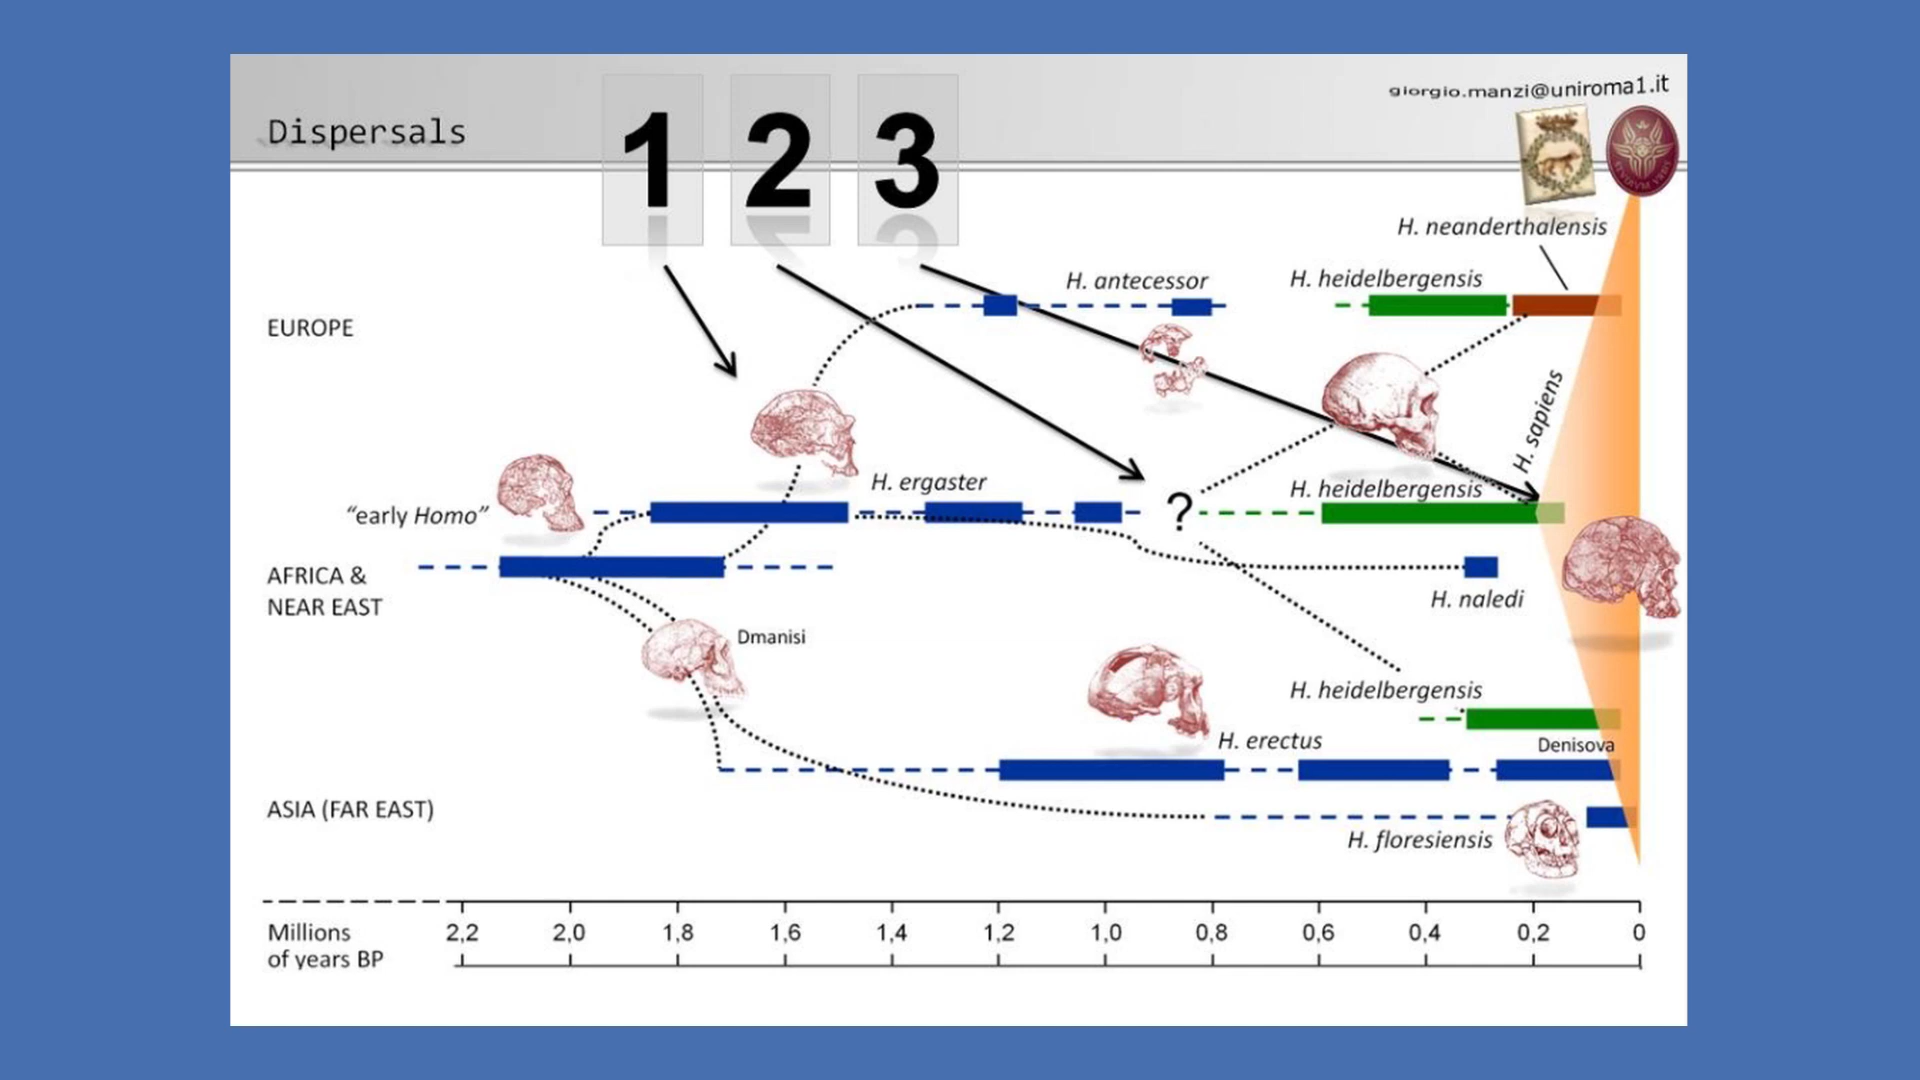 giorgio.manzi@uniroma1.it
Dispersals
1 2 3
H. neanderthalensis
H. antecessor
H. heidelbergensis
EUROPE
H. sapiens
H. ergaster
H. heidelbergensis
"early Homo"
?
AFRICA &
NEAR EAST
H. naledi
Dmanisi
H. heidelbergensis
H. erectus
Denisova
ASIA (FAR EAST)
H. floresiensis
Millions
of years BP
2,2 2,0 1,8 1,6 1,4 1,2 1,0 0,8 0,6 0,4 0,2 0